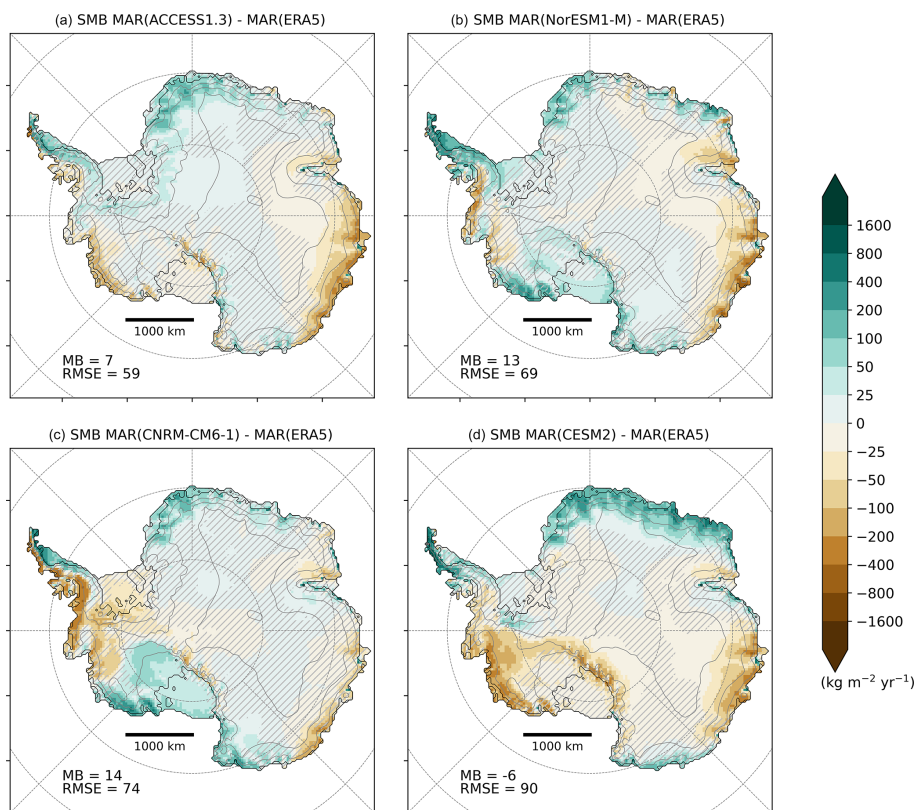 (a) SMB MAR(ACCESS1.3) - MAR(ERA5)
(b) SMB MAR(NorESM1-M) - MAR(ERA5)
1000 km
MB = 7
RMSE = 59
1000 km
MB = 13
RMSE = 69
(c) SMB MAR(CNRM-CM6-1) - MAR(ERA5)
(d) SMB MAR(CESM2) - MAR(ERA5)
1000 km
MB = 14
RMSE = 74
1000 km
MB = -6
RMSE = 90
1600
800
400
200
100
50
25
0
−25
−50
−100
−200
−400
−800
−1600
(kg m⁻² yr⁻¹)